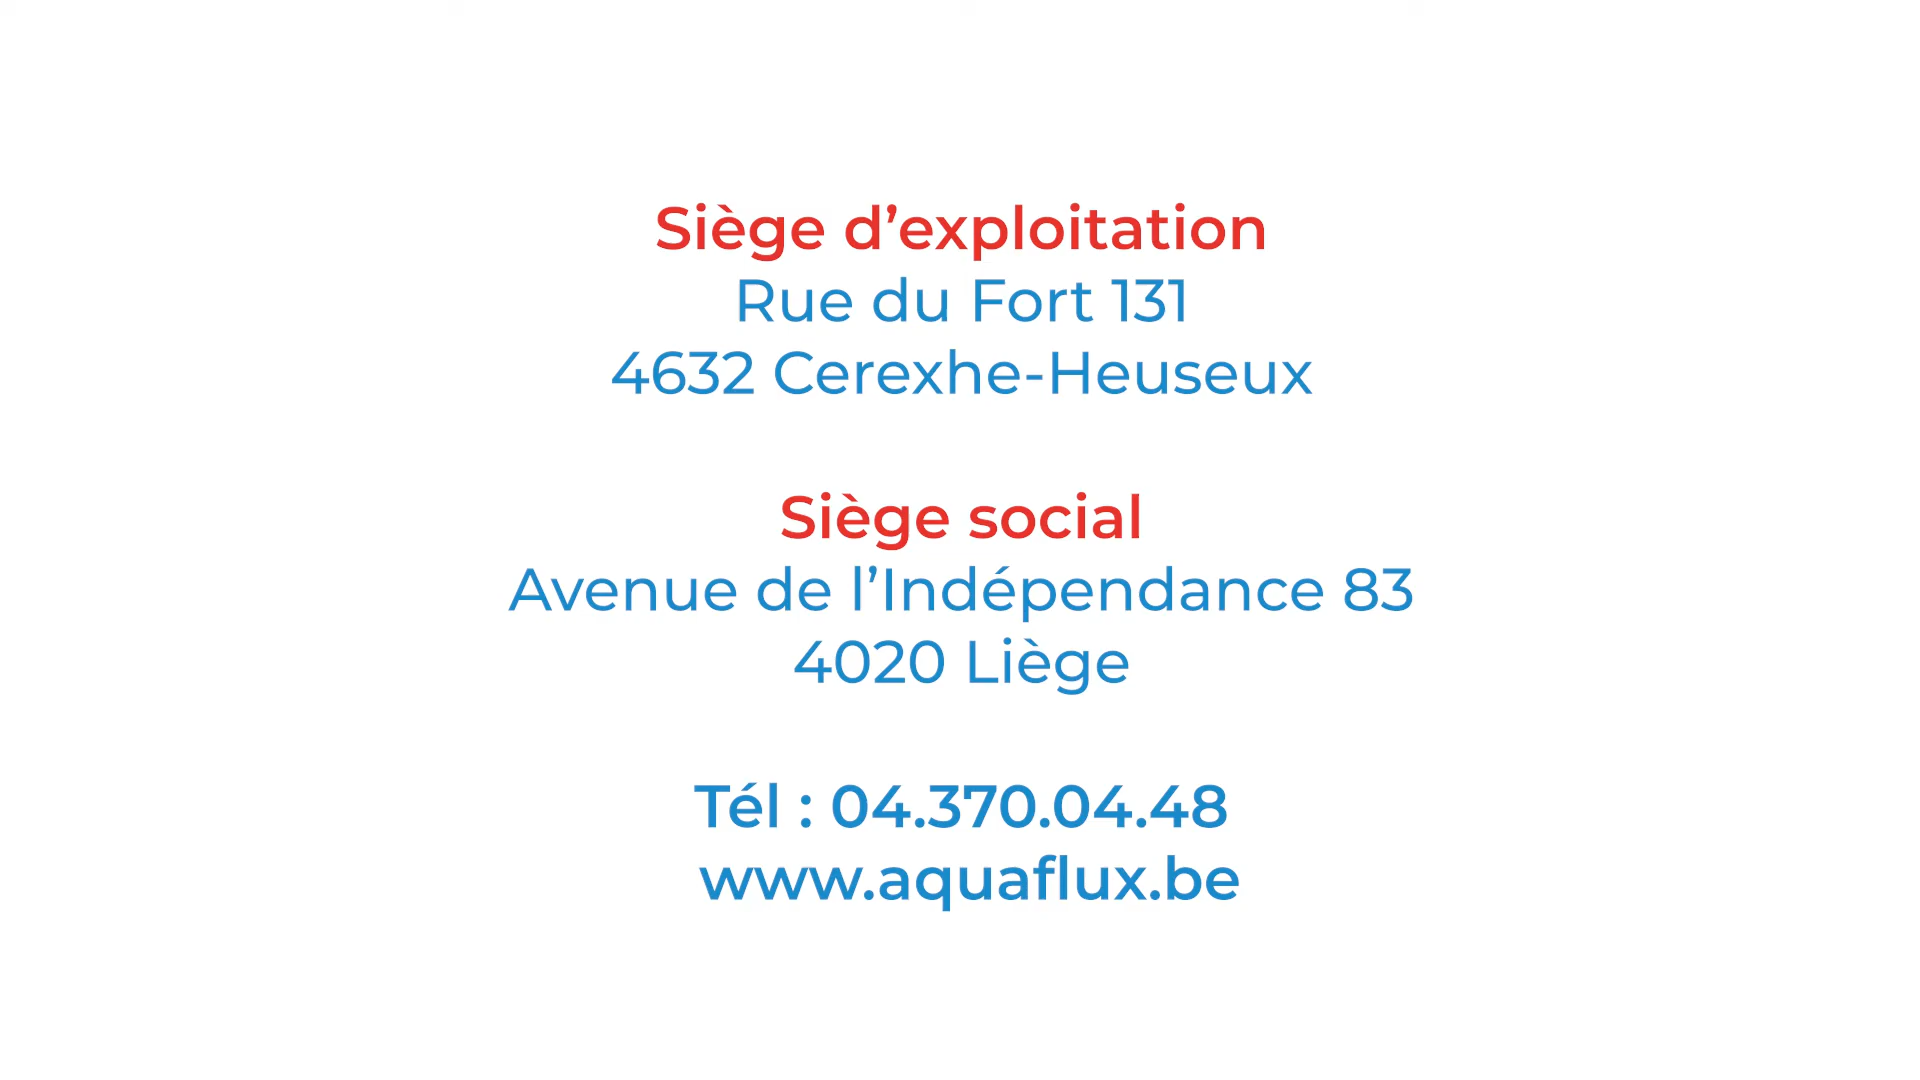 Siège d’exploitation
Rue du Fort 131
4632 Cerexhe-Heuseux
Siège social
Avenue de l’Indépendance 83
4020 Liège
Tél : 04.370.04.48
www.aquaflux.be